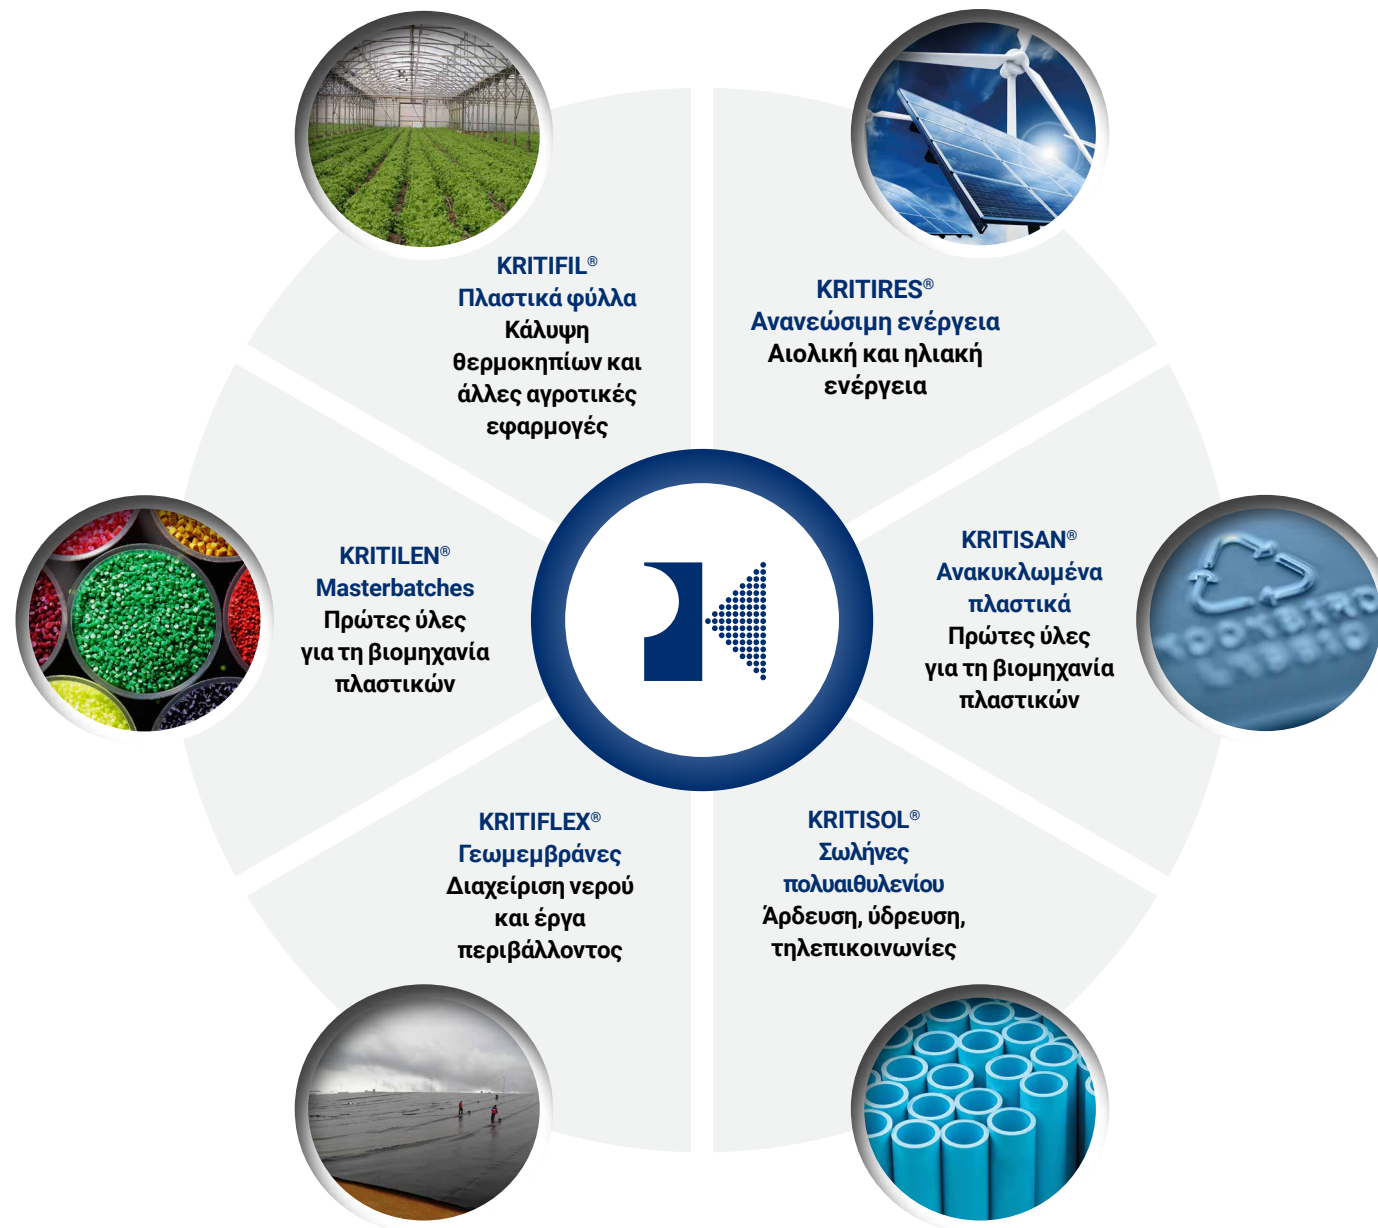 KRITIFIL®
Πλαστικά φύλλα
Κάλυψη
θερμοκηπίων και
άλλες αγροτικές
εφαρμογές
KRITIRES®
Ανανεώσιμη ενέργεια
Αιολική και ηλιακή
ενέργεια
KRITILEN®
Masterbatches
Πρώτες ύλες
για τη βιομηχανία
πλαστικών
KRITISAN®
Ανακυκλωμένα
πλαστικά
Πρώτες ύλες
για τη βιομηχανία
πλαστικών
KRITIFLEX®
Γεωμεμβράνες
Διαχείριση νερού
και έργα
περιβάλλοντος
KRITISOL®
Σωλήνες
πολυαιθυλενίου
Άρδευση, ύδρευση,
τηλεπικοινωνίες